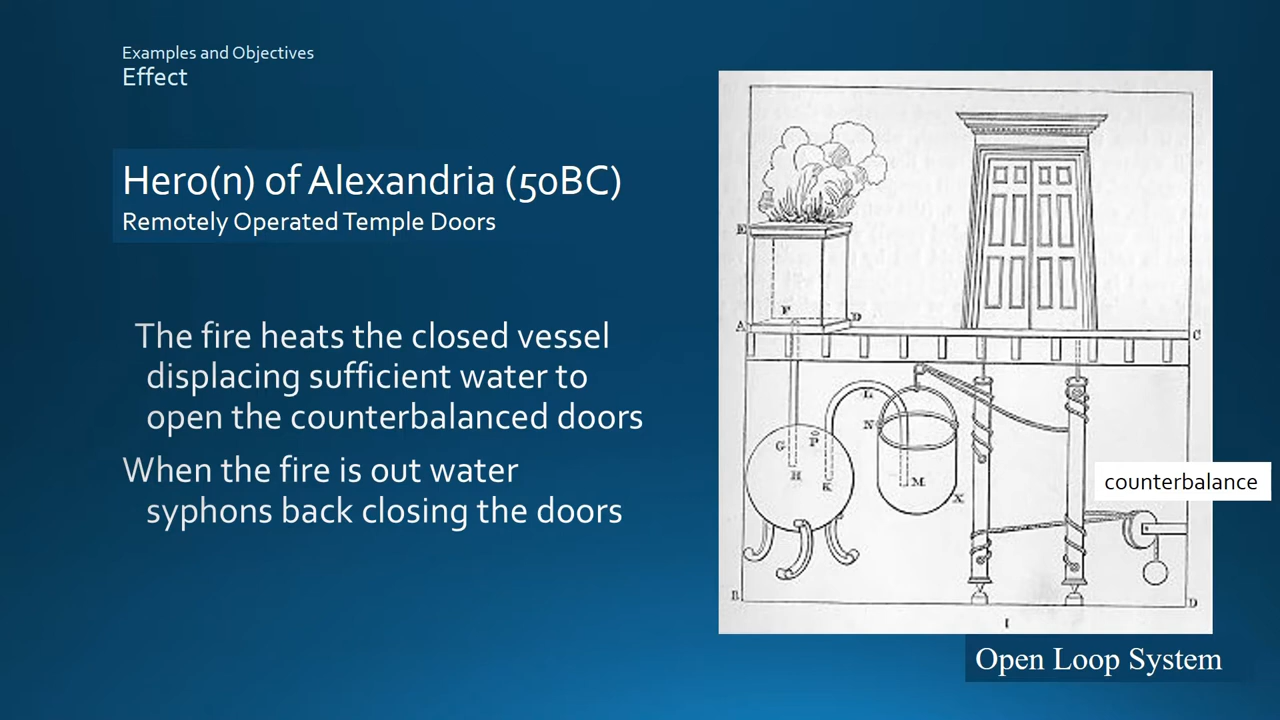 Examples and Objectives
Effect
Hero(n) of Alexandria (50BC)
Remotely Operated Temple Doors
The fire heats the closed vessel
displacing sufficient water to
open the counterbalanced doors
When the fire is out water
syphons back closing the doors
E
F
D
A
C
L
N
G
P
H
K
M
X
counterbalance
B
D
I
Open Loop System